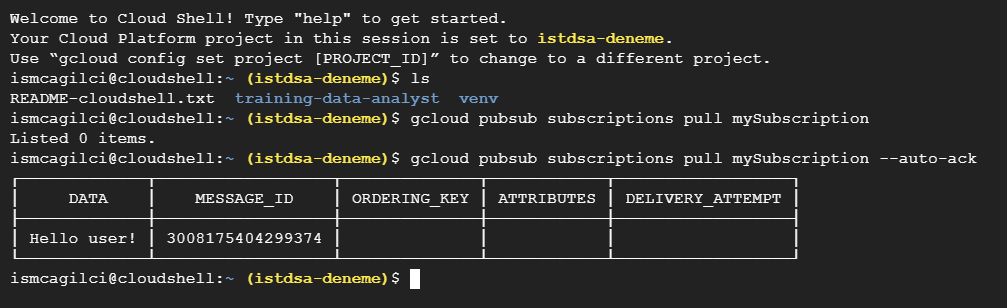 Welcome to Cloud Shell! Type "help" to get started.
Your Cloud Platform project in this session is set to istdsa-deneme.
Use “gcloud config set project [PROJECT_ID]” to change to a different project.
ismcagilci@cloudshell:~ (istdsa-deneme)$ ls
README-cloudshell.txt  training-data-analyst  venv
ismcagilci@cloudshell:~ (istdsa-deneme)$ gcloud pubsub subscriptions pull mySubscription
Listed 0 items.
ismcagilci@cloudshell:~ (istdsa-deneme)$ gcloud pubsub subscriptions pull mySubscription --auto-ack
DATA MESSAGE_ID ORDERING_KEY ATTRIBUTES DELIVERY_ATTEMPT
Hello user! 3008175404299374
ismcagilci@cloudshell:~ (istdsa-deneme)$